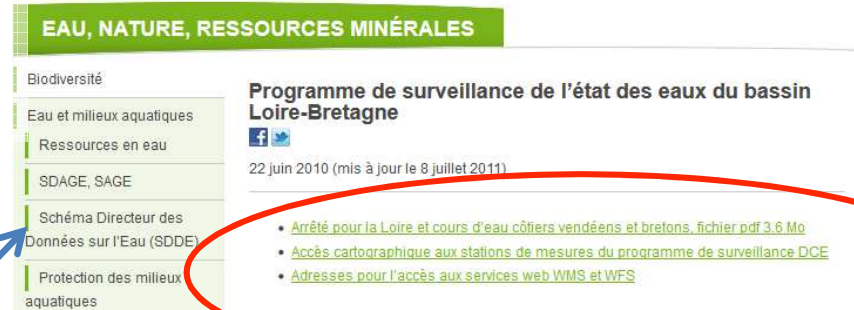 EAU, NATURE, RESSOURCES MINÉRALES
Biodiversité
Eau et milieux aquatiques
Ressources en eau
SDAGE, SAGE
Schéma Directeur des
Données sur l'Eau (SDDE)
Protection des milieux
aquatiques
Programme de surveillance de l'état des eaux du bassin
Loire-Bretagne
22 juin 2010 (mis à jour le 8 juillet 2011)
• Arrêté pour la Loire et cours d'eau côtiers vendéens et bretons, fichier pdf 3.6 Mo
• Accès cartographique aux stations de mesures du programme de surveillance DCE
• Adresses pour l'accès aux services web WMS et WFS